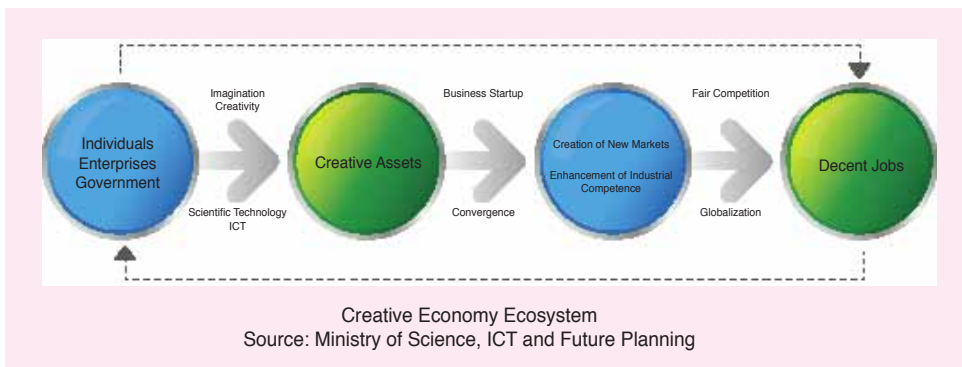 Individuals
Enterprises
Government
Imagination
Creativity
Scientific Technology
ICT
Creative Assets
Business Startup
Convergence
Creation of New Markets
Enhancement of Industrial
Competence
Fair Competition
Globalization
Decent Jobs
Creative Economy Ecosystem
Source: Ministry of Science, ICT and Future Planning